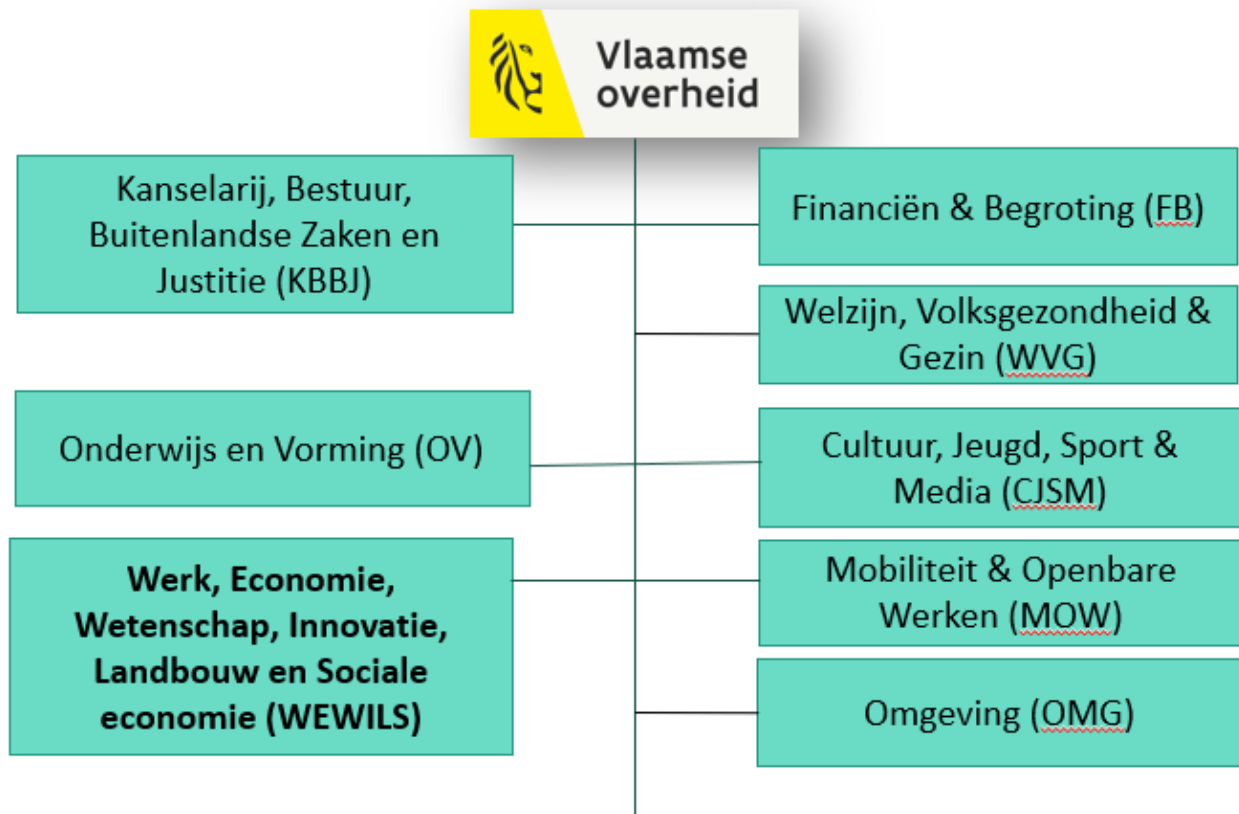 Vlaamse
overheid
Kanselarij, Bestuur,
Buitenlandse Zaken en
Justitie (KBBJ)
Financiën & Begroting (FB)
Welzijn, Volksgezondheid &
Gezin (WVG)
Onderwijs en Vorming (OV)
Cultuur, Jeugd, Sport &
Media (CJSM)
Werk, Economie,
Wetenschap, Innovatie,
Landbouw en Sociale
economie (WEWILS)
Mobiliteit & Openbare
Werken (MOW)
Omgeving (OMG)